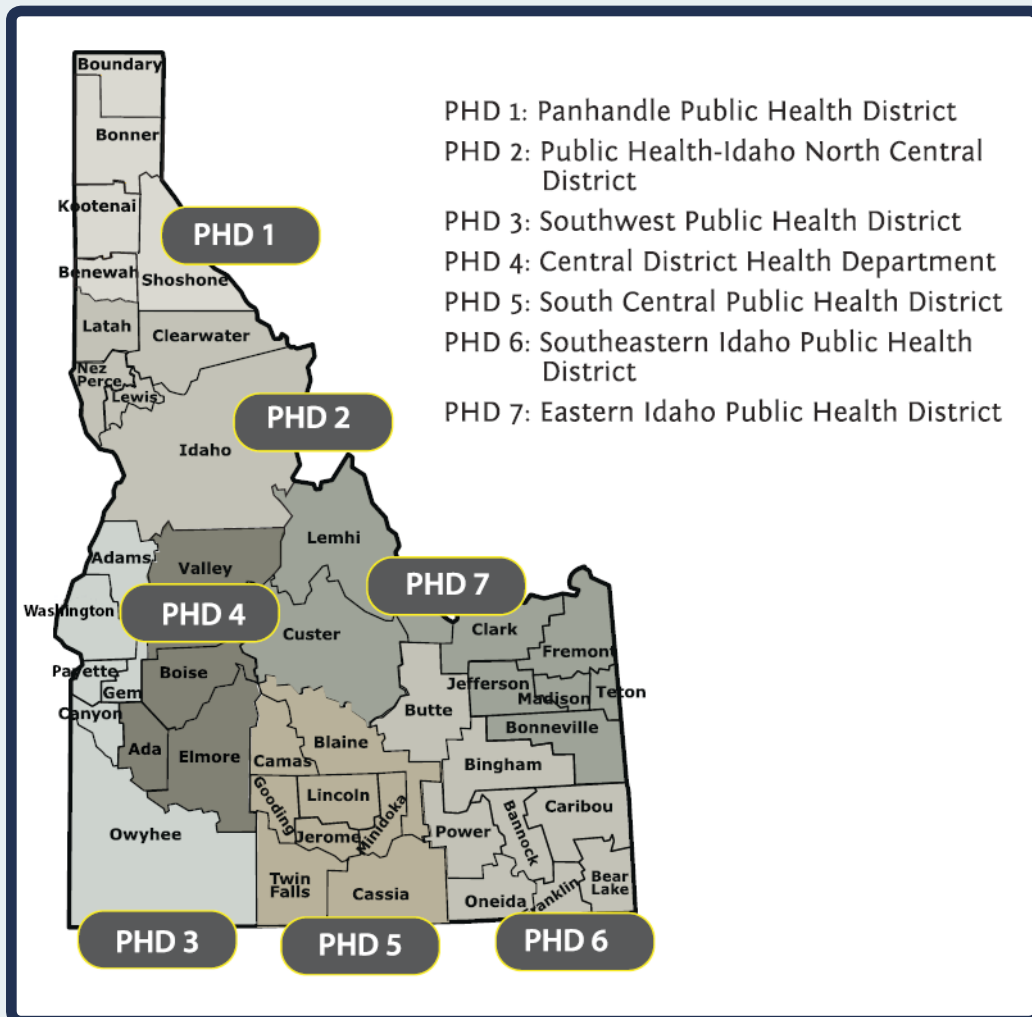 Boundary
Bonner
Kootenai
PHD 1
Benewah
Shoshone
Latah
Clearwater
Nez
Perce
Lewis
PHD 2
Idaho
Lemhi
Adams
Valley
PHD 7
Washington
PHD 4
Custer
Clark
Fremont
Payette
Boise
Gem
Jefferson
Madison
Teton
Canyon
Butte
Bonneville
Ada
Elmore
Camas
Blaine
Bingham
Gooding
Lincoln
Minidoka
Jerome
Caribou
Owyhee
Power
Bannock
Twin
Falls
Cassia
Oneida
Franklin
Bear
Lake
PHD 3
PHD 5
PHD 6
PHD 1: Panhandle Public Health District
PHD 2: Public Health-Idaho North Central
District
PHD 3: Southwest Public Health District
PHD 4: Central District Health Department
PHD 5: South Central Public Health District
PHD 6: Southeastern Idaho Public Health
District
PHD 7: Eastern Idaho Public Health District